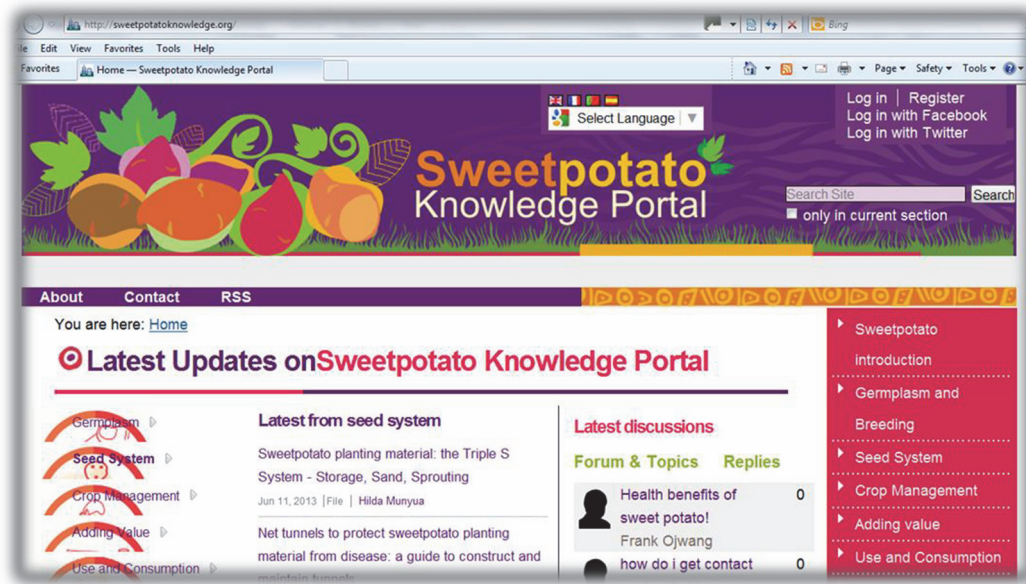 http://sweetpotatoknowledge.org/
Bing
Edit View Favorites Tools Help
Favorites
Home — Sweetpotato Knowledge Portal
Page Safety Tools
Select Language
Log in | Register
Log in with Facebook
Log in with Twitter
Sweetpotato
Knowledge Portal
Search Site Search
only in current section
About Contact RSS
You are here: Home
Latest Updates onSweetpotato Knowledge Portal
Germplasm
Seed System
Crop Management
Adding Value
Use and Consumption
Latest from seed system
Sweetpotato planting material: the Triple S
System - Storage, Sand, Sprouting
Jun 11, 2013 |File | Hilda Munyua
Net tunnels to protect sweetpotato planting
material from disease: a guide to construct and
maintain tunnels
Latest discussions
Forum & Topics Replies
Health benefits of 0
sweet potato!
Frank Ojwang
how do i get contact 0
Sweetpotato
introduction
Germplasm and
Breeding
Seed System
Crop Management
Adding value
Use and Consumption